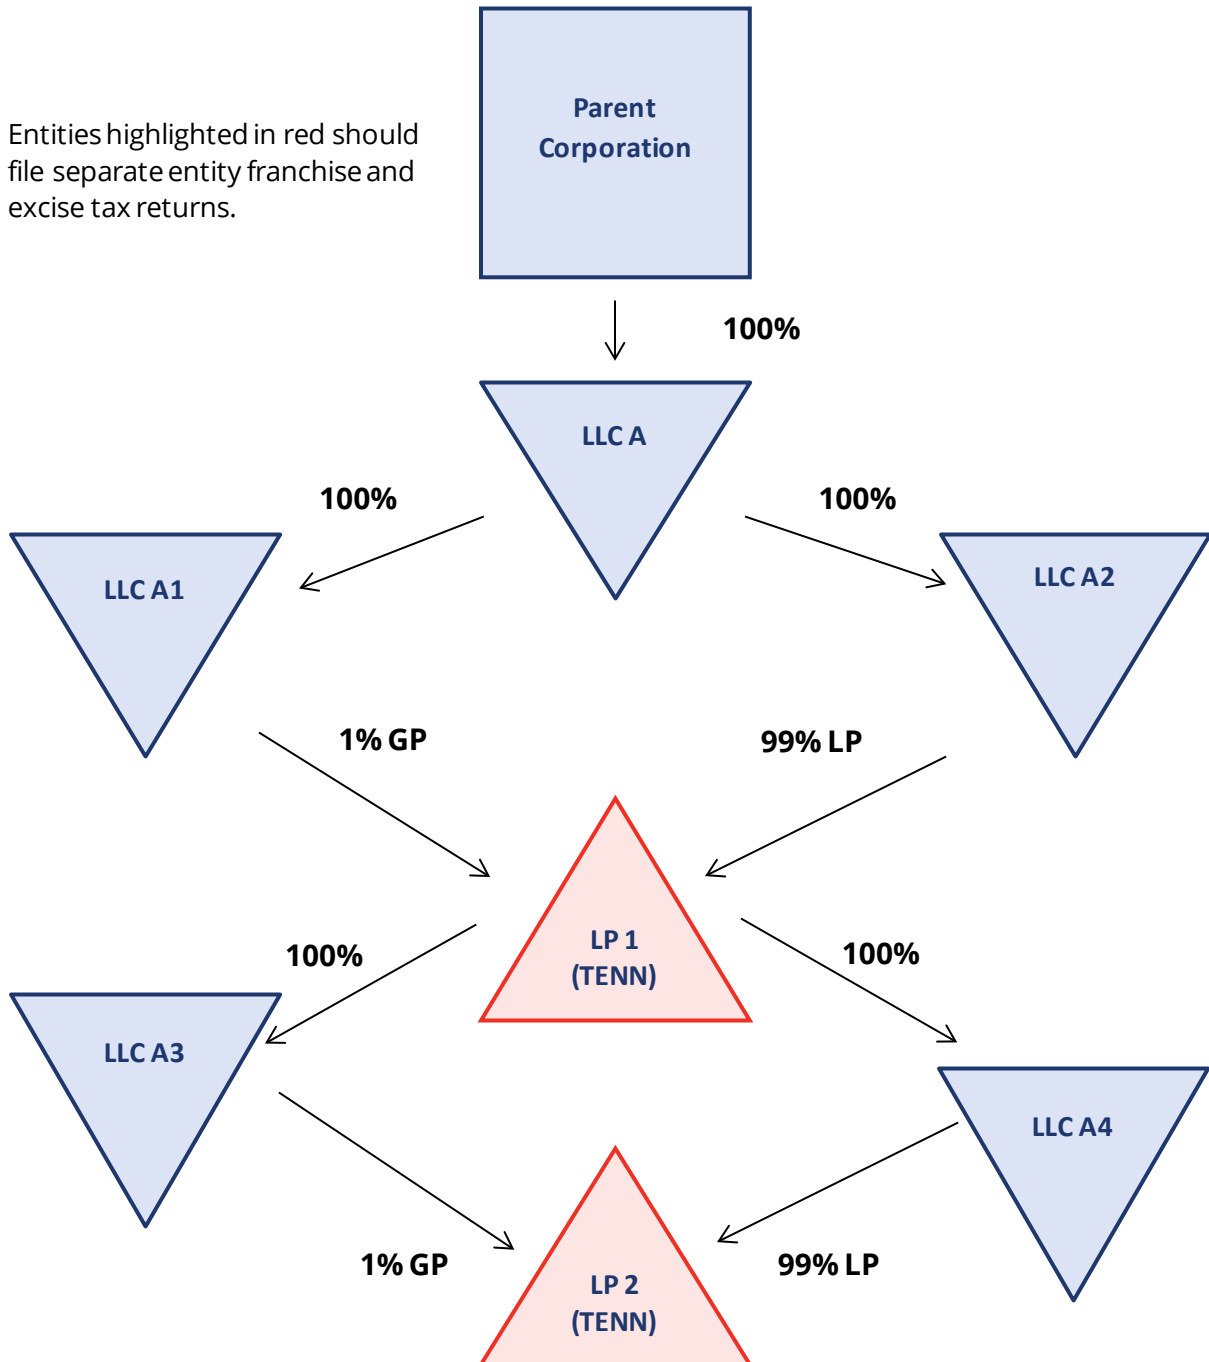 Parent
Corporation
Entities highlighted in red should
file separate entity franchise and
excise tax returns.
100%
LLC A
100%
100%
LLC A1
LLC A2
1% GP
99% LP
LP 1
(TENN)
100%
100%
LLC A3
LLC A4
1% GP
99% LP
LP 2
(TENN)